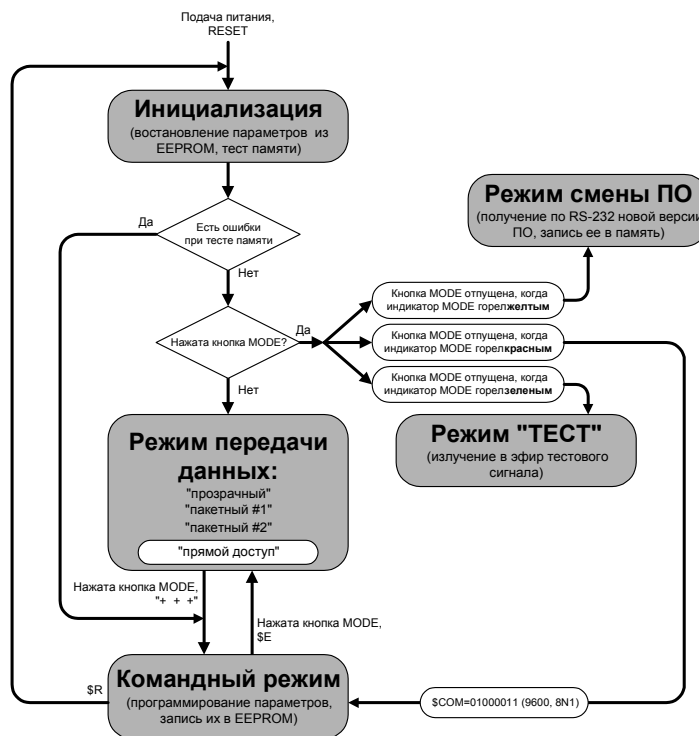 Подача питания,
RESET
Инициализация
(востановление параметров из
EEPROM, тест памяти)
Да
Есть ошибки
при тесте памяти
Нет
Режим смены ПО
(получение по RS-232 новой версии
ПО, запись ее в память)
Кнопка MODE отпущена, когда
индикатор MODE горелжелтым
Нажата кнопка MODE?
Да
Кнопка MODE отпущена, когда
индикатор MODE горелкрасным
Кнопка MODE отпущена, когда
индикатор MODE горелзеленым
Нет
Режим передачи
данных:
"прозрачный"
"пакетный #1"
"пакетный #2"
"прямой доступ"
Режим "ТЕСТ"
(излучение в эфир тестового
сигнала)
Нажата кнопка MODE,
"+ + +"
Нажата кнопка MODE,
$E
$R
Командный режим
(программирование параметров,
запись их в EEPROM)
$COM=01000011 (9600, 8N1)